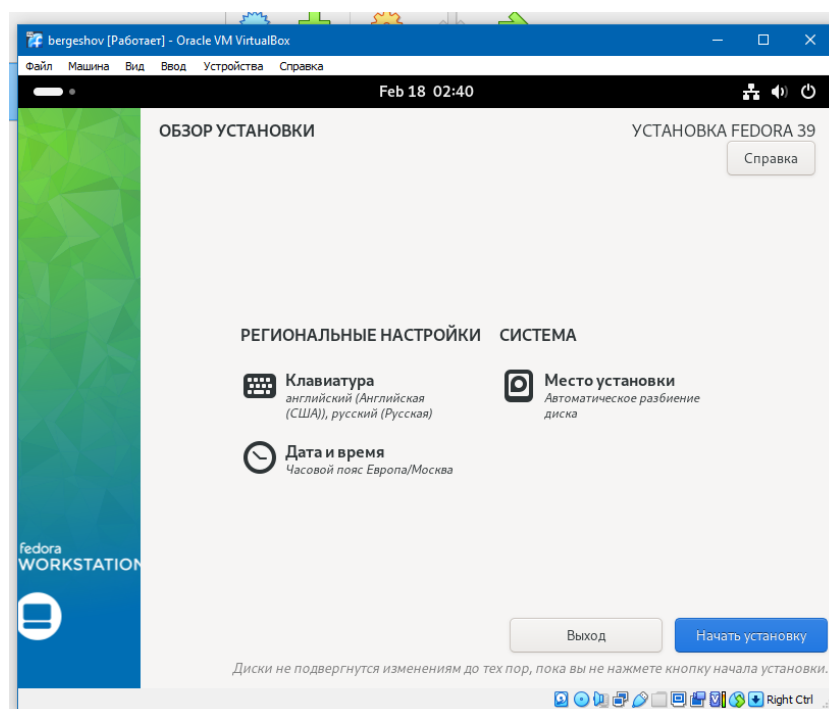 bergeshov [Работает] - Oracle VM VirtualBox
Файл Машина Вид Ввод Устройства Справка
Feb 18 02:40
ОБЗОР УСТАНОВКИ
УСТАНОВКА FEDORA 39
Справка
РЕГИОНАЛЬНЫЕ НАСТРОЙКИ
СИСТЕМА
Клавиатура
английский (Английская
(США)), русский (Русская)
Место установки
Автоматическое разбиение
диска
Дата и время
Часовой пояс Европа/Москва
fedora
WORKSTATION
Выход
Начать установку
Диски не подвергнутся изменениям до тех пор, пока вы не нажмете кнопку начала установки.
Right Ctrl